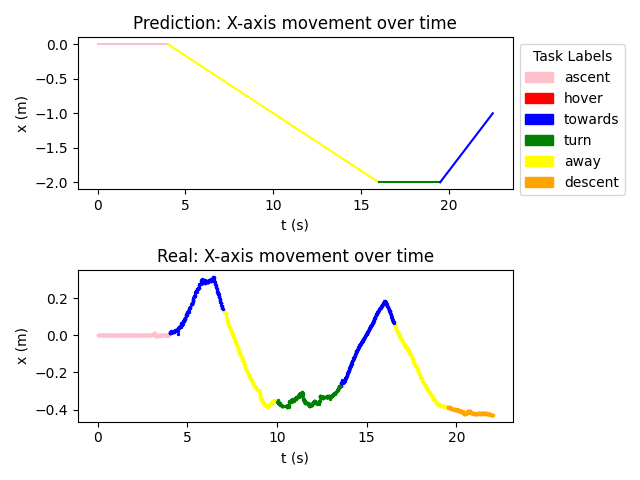 Prediction: X-axis movement over time
0.0
−0.5
−1.0
−1.5
−2.0
x (m)
0 5 10 15 20
t (s)
Task Labels
ascent
hover
towards
turn
away
descent
Real: X-axis movement over time
0.2
0.0
−0.2
−0.4
x (m)
0 5 10 15 20
t (s)